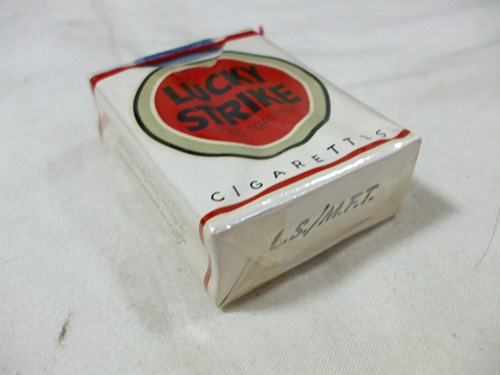 LUCKY
STRIKE
CIGARETTES
L.S./M.F.T.